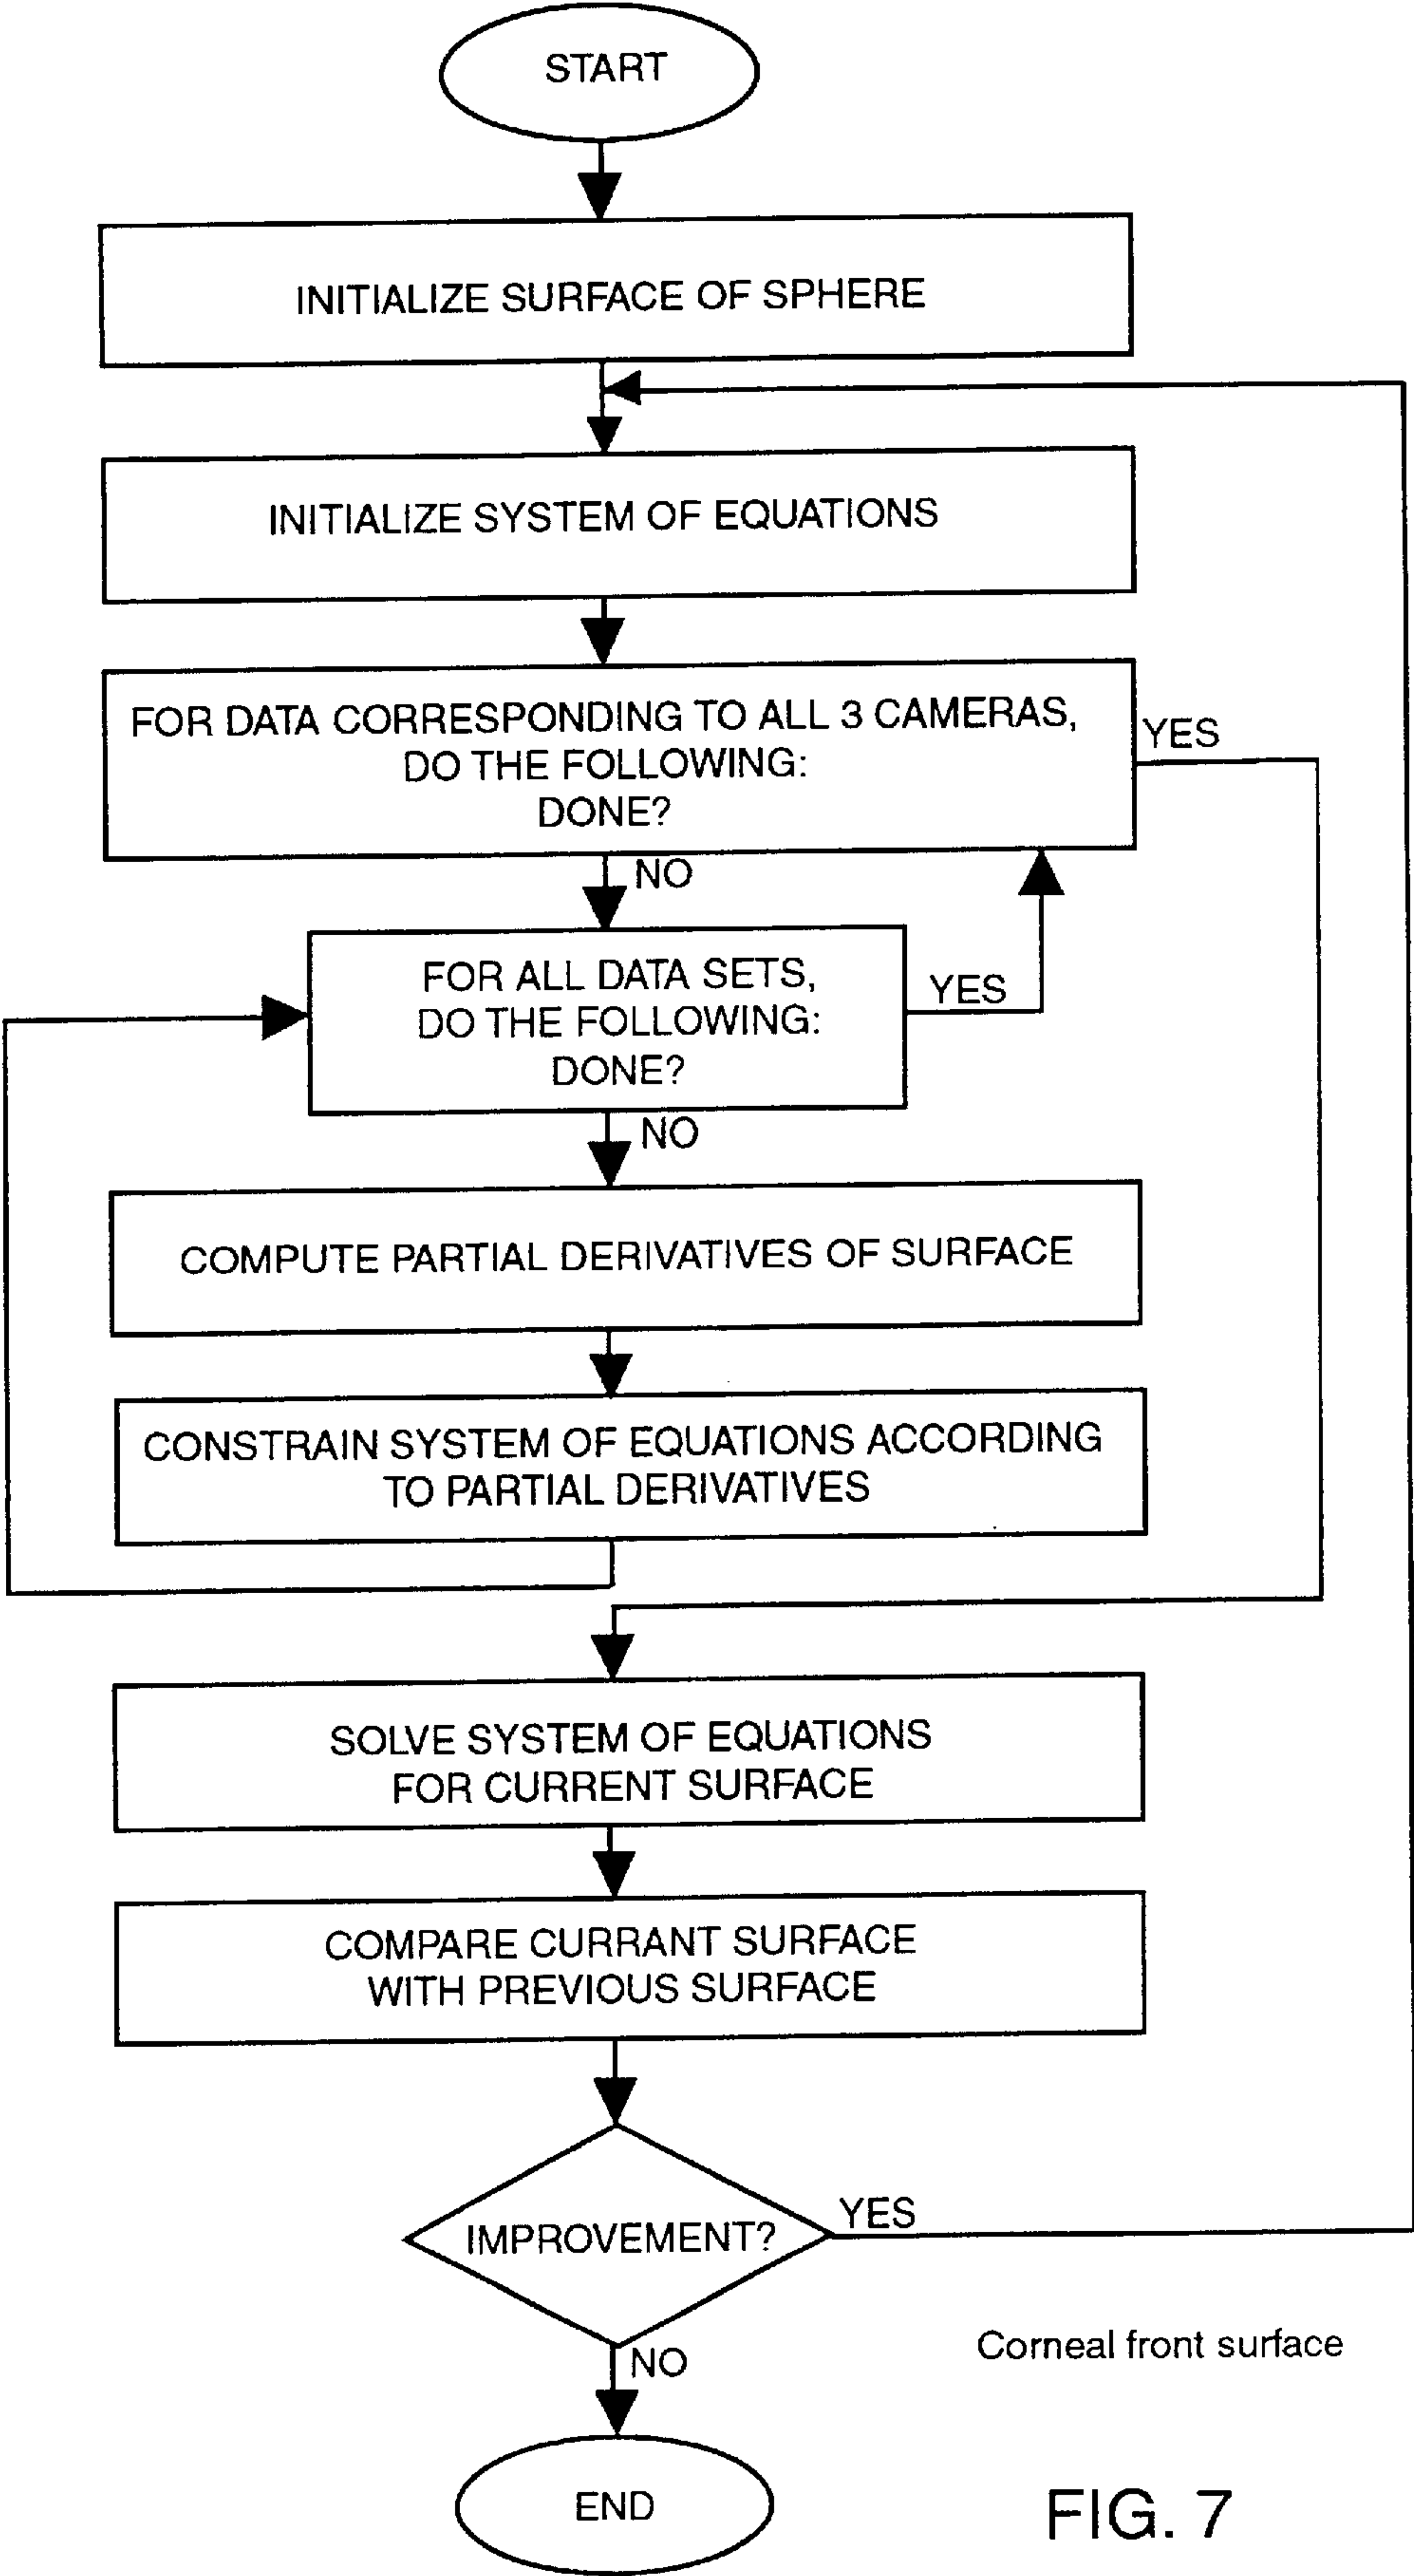 START
INITIALIZE SURFACE OF SPHERE
INITIALIZE SYSTEM OF EQUATIONS
FOR DATA CORRESPONDING TO ALL 3 CAMERAS,
DO THE FOLLOWING:
DONE?
YES
NO
FOR ALL DATA SETS,
DO THE FOLLOWING:
DONE?
YES
NO
COMPUTE PARTIAL DERIVATIVES OF SURFACE
CONSTRAIN SYSTEM OF EQUATIONS ACCORDING
TO PARTIAL DERIVATIVES
SOLVE SYSTEM OF EQUATIONS
FOR CURRENT SURFACE
COMPARE CURRANT SURFACE
WITH PREVIOUS SURFACE
IMPROVEMENT?
YES
NO
Corneal front surface
END
FIG. 7